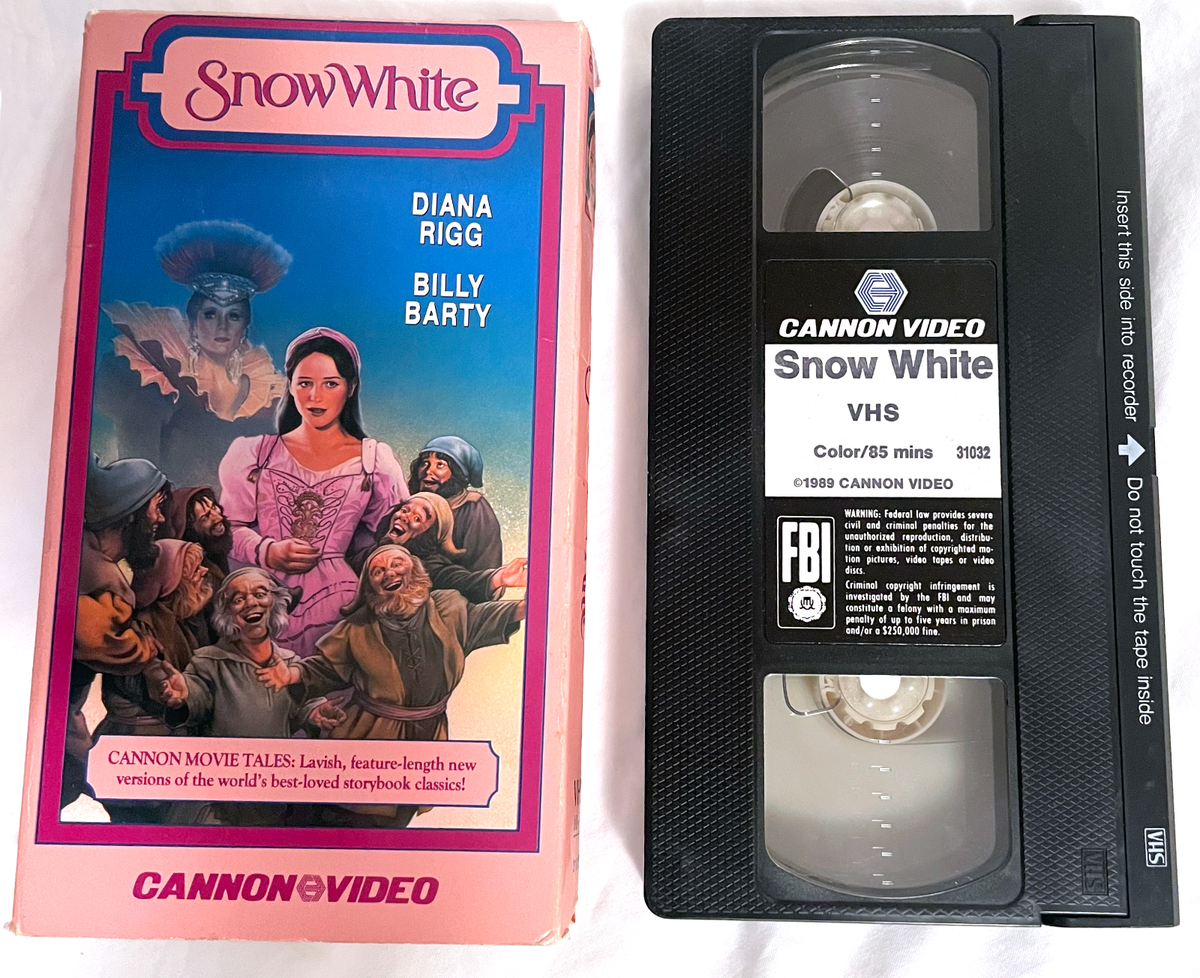 Snow White
DIANA
RIGG
BILLY
BARTY
CANNON MOVIE TALES: Lavish, feature-length new
versions of the world's best-loved storybook classics!
CANNON VIDEO
CANNON VIDEO
Snow White
VHS
Color/85 mins 31032
©1989 CANNON VIDEO
FBI
WARNING: Federal law provides severe
civil and criminal penalties for the
unauthorized reproduction, distribu-
tion or exhibition of copyrighted mo-
tion pictures, video tapes or video
discs.
Criminal copyright infringement is
investigated by the FBI and may
constitute a felony with a maximum
penalty of up to five years in prison
and/or a $250,000 fine.
Insert this side into recorder Do not touch the tape inside
VHS